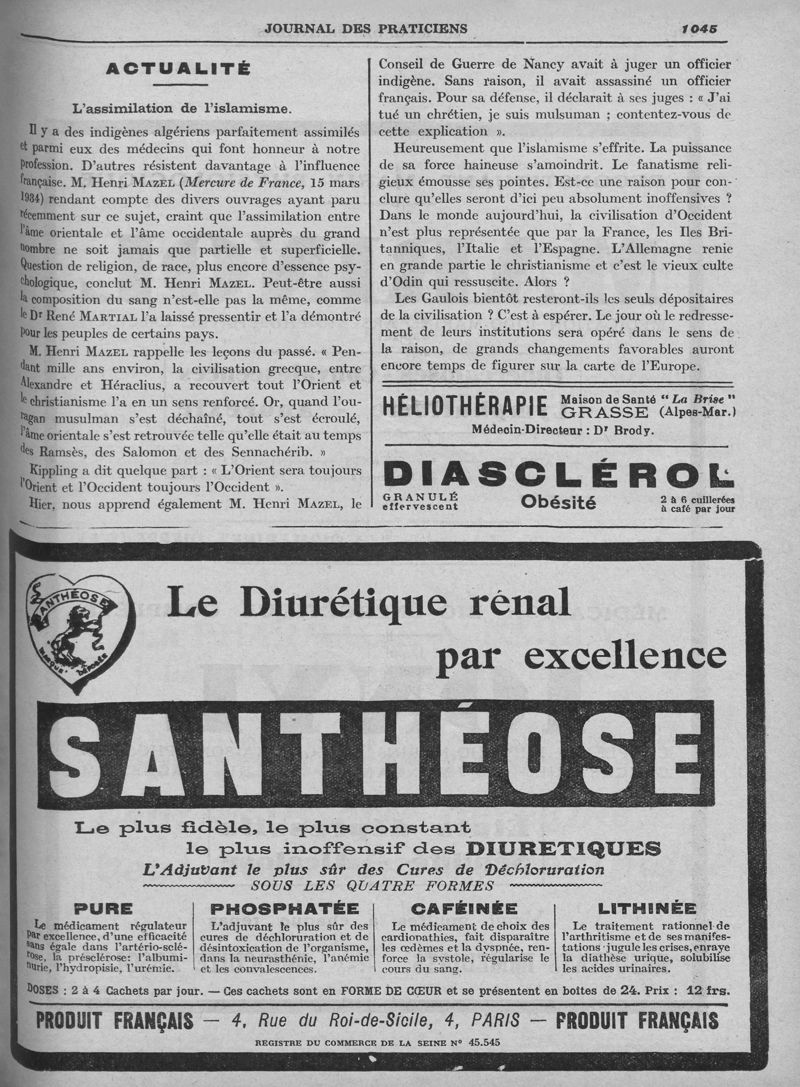 JOURNAL DES PRATICIENS 1045
ACTUALITÉ
L'assimilation de l'islamisme.
Il y a des indigènes algériens parfaitement assimilés
et parmi eux des médecins qui font honneur à notre
profession. D'autres résistent davantage à l'influence
française. M. Henri MAZEL (Mercure de France, 15 mars
1934) rendant compte des divers ouvrages ayant paru
récemment sur ce sujet, craint que l'assimilation entre
l'âme orientale et l'âme occidentale auprès du grand
nombre ne soit jamais que partielle et superficielle.
Question de religion, de race, plus encore d'essence psy-
chologique, conclut M. Henri MAZEL. Peut-être aussi
la composition du sang n'est-elle pas la même, comme
le Dr René MARTIAL l'a laissé pressentir et l'a démontré
pour les peuples de certains pays.
M. Henri MAZEL rappelle les leçons du passé. « Pen-
dant mille ans environ, la civilisation grecque, entre
Alexandre et Héraclius, a recouvert tout l'Orient et
le christianisme l'a en un sens renforcé. Or, quand l'ou-
ragan musulman s'est déchaîné, tout s'est écroulé,
l'âme orientale s'est retrouvée telle qu'elle était au temps
des Ramsès, des Salomon et des Sennachérib. »
Kippling a dit quelque part : « L'Orient sera toujours
l'Orient et l'Occident toujours l'Occident ».
Hier, nous apprend également M. Henri MAZEL, le
Conseil de Guerre de Nancy avait à juger un officier
indigène. Sans raison, il avait assassiné un officier
français. Pour sa défense, il déclarait à ses juges : « J'ai
tué un chrétien, je suis mulsuman ; contentez-vous de
cette explication ».
Heureusement que l'islamisme s'effrite. La puissance
de sa force haineuse s'amoindrit. Le fanatisme reli-
gieux émousse ses pointes. Est-ce une raison pour con-
clure qu'elles seront d'ici peu absolument inoffensives ?
Dans le monde aujourd'hui, la civilisation d'Occident
n'est plus représentée que par la France, les Iles Bri-
tanniques, l'Italie et l'Espagne. L'Allemagne renie
en grande partie le christianisme et c'est le vieux culte
d'Odin qui ressuscite. Alors ?
Les Gaulois bientôt resteront-ils les seuls dépositaires
de la civilisation ? C'est à espérer. Le jour où le redresse-
ment de leurs institutions sera opéré dans le sens de
la raison, de grands changements favorables auront
encore temps de figurer sur la carte de l'Europe.
HÉLIOTHÉRAPIE Maison de Santé "La Brise"
GRASSE (Alpes-Mar.)
Médecin-Directeur : Dr Brody.
DIASCLÉROL
GRANULÉ effervescent Obésité 2 à 6 cuillerées à café par jour
SANTHÉOSE
MARQUE DÉPOSÉE
Le Diurétique rénal
par excellence
SANTHÉOSE
Le plus fidèle, le plus constant
le plus inoffensif des DIURETIQUES
L'Adjuvant le plus sûr des Cures de Déchloruration
SOUS LES QUATRE FORMES
PURE
Le médicament régulateur
par excellence, d'une efficacité
sans égale dans l'artério-sclé-
rose, la présclérose: l'albumi-
nurie, l'hydropisie, l'urémie.
PHOSPHATÉE
L'adjuvant le plus sûr des
cures de déchloruration et de
désintoxication de l'organisme,
dans la neurasthénie, l'anémie
et les convalescences.
CAFÉINÉE
Le médicament de choix des
cardiopathies, fait disparaître
les œdèmes et la dyspnée, ren-
force la systole, régularise le
cours du sang.
LITHINÉE
Le traitement rationnel de
l'arthritisme et de ses manifes-
tations · jugule les crises, enraye
la diathèse urique, solubilise
les acides urinaires.
DOSES : 2 à 4 Cachets par jour. — Ces cachets sont en FORME DE CŒUR et se présentent en boîtes de 24. Prix : 12 frs.
PRODUIT FRANÇAIS — 4, Rue du Roi-de-Sicile, 4, PARIS — PRODUIT FRANÇAIS
REGISTRE DU COMMERCE DE LA SEINE Nº 45.545